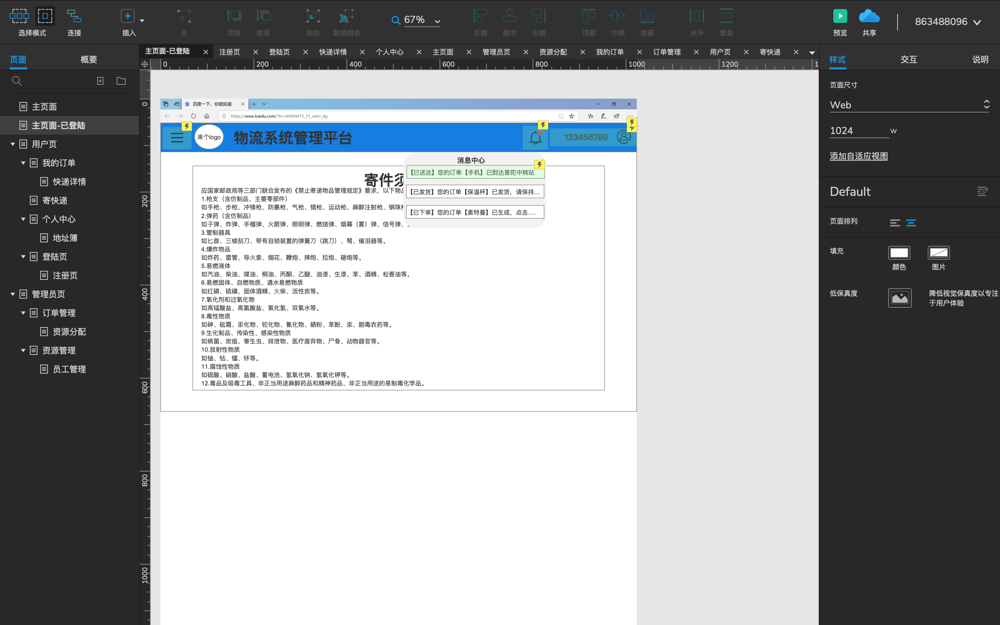 选择模式
连接
插入
点
顶层
底层
组合
取消组合
67%
左侧
居中
右侧
顶部
中部
底部
水平
垂直
预览
共享
863488096
页面
概要
主页面
主页面-已登陆
用户页
我的订单
快递详情
寄快递
个人中心
地址簿
登陆页
注册页
管理员页
订单管理
资源分配
资源管理
员工管理
主页面-已登陆
注册页
登陆页
快递详情
个人中心
主页面
管理员页
资源分配
我的订单
订单管理
用户页
寄快递
0
200
400
600
800
1000
1200
1
0
200
400
600
800
1000
百度一下，你就知道
https://www.baidu.com/?tn=44004473_21_oem_dg
来个logo
物流系统管理平台
123456789
消息中心
【已送达】您的订单【手机】已到达普陀中转站
【已发货】您的订单【保温杯】已发货，请保持...
【已下单】您的订单【奥特曼】已生成，点击....
寄件须
应国家邮政局等三部门联合发布的《禁止寄递物品管理规定》要求，以下物品
1.枪支（含仿制品、主要零部件）
如手枪、步枪、冲锋枪、防暴枪、气枪、猎枪、运动枪、麻醉注射枪、钢珠枪
2.弹药（含仿制品）
如子弹、炸弹、手榴弹、火箭弹、照明弹、燃烧弹、烟幕（雾）弹、信号弹、
3.管制器具
如匕首、三棱刮刀、带有自锁装置的弹簧刀（跳刀）、弩、催泪器等。
4.爆炸物品
如炸药、雷管、导火索、烟花、鞭炮、摔炮、拉炮、砸炮等。
5.易燃液体
如汽油、柴油、煤油、桐油、丙酮、乙醚、油漆、生漆、苯、酒精、松香油等。
6.易燃固体、自燃物质、遇水易燃物质
如红磷、硫磺、固体酒精、火柴、活性炭等。
7.氧化剂和过氧化物
如高锰酸盐、高氯酸盐、氧化氢、双氧水等。
8.毒性物质
如砷、砒霜、汞化物、铊化物、氰化物、硒粉、苯酚、汞、剧毒农药等。
9.生化制品、传染性、感染性物质
如病菌、炭疽、寄生虫、排泄物、医疗废弃物、尸骨、动物器官等。
10.放射性物质
如铀、钴、镭、钚等。
11.腐蚀性物质
如硫酸、硝酸、盐酸、蓄电池、氢氧化钠、氢氧化钾等。
12.毒品及吸毒工具、非正当用途麻醉药品和精神药品、非正当用途的易制毒化学品。
样式
交互
说明
页面尺寸
Web
1024
W
添加自适应视图
Default
页面排列
填充
颜色
图片
低保真度
降低视觉保真度以专注
于用户体验